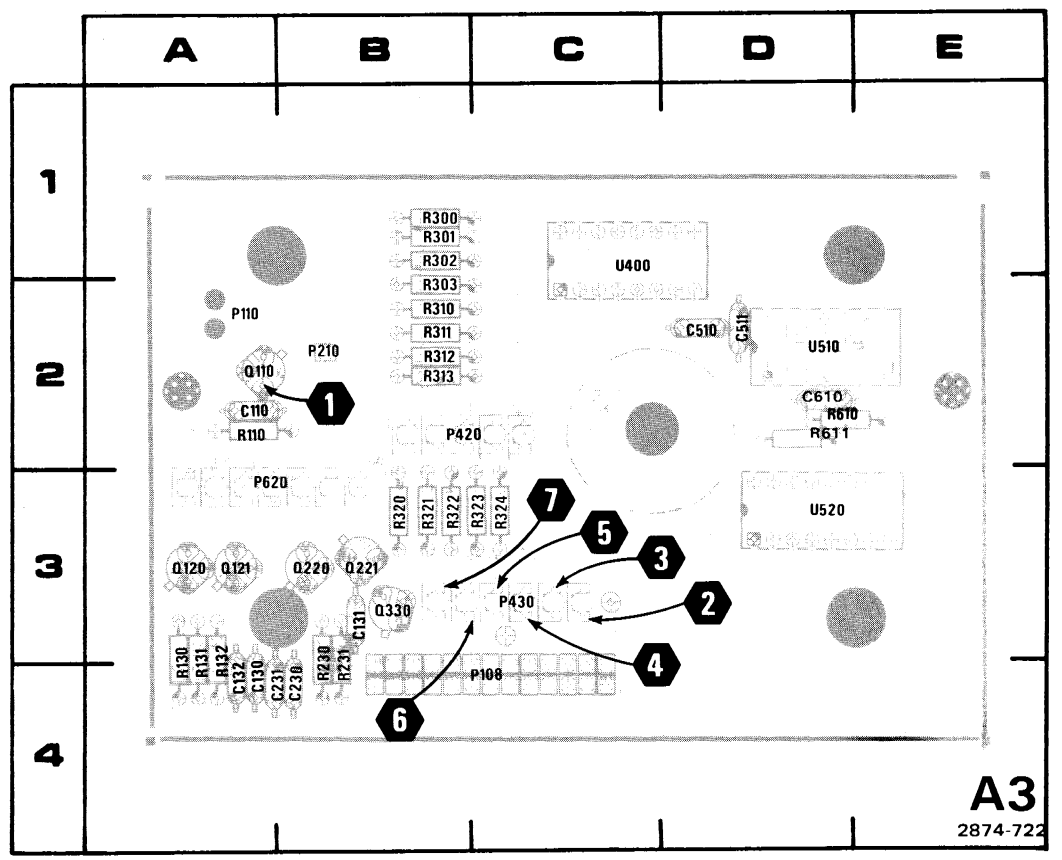 A B C D E
1
R300
R301
R302
U400
R303
P110
R310
R311
C510
C511
U510
P210
R312
2
Q110
R313
1
C110
C610
R610
R110
P420
R611
P620
R320
R321
R322
R323
R324
7
U520
5
3
Q120
Q121
Q220
Q221
3
Q330
P430
2
C131
R130
R131
R132
R230
R231
4
C132
C130
C231
C230
P108
6
4
A3
2874-722